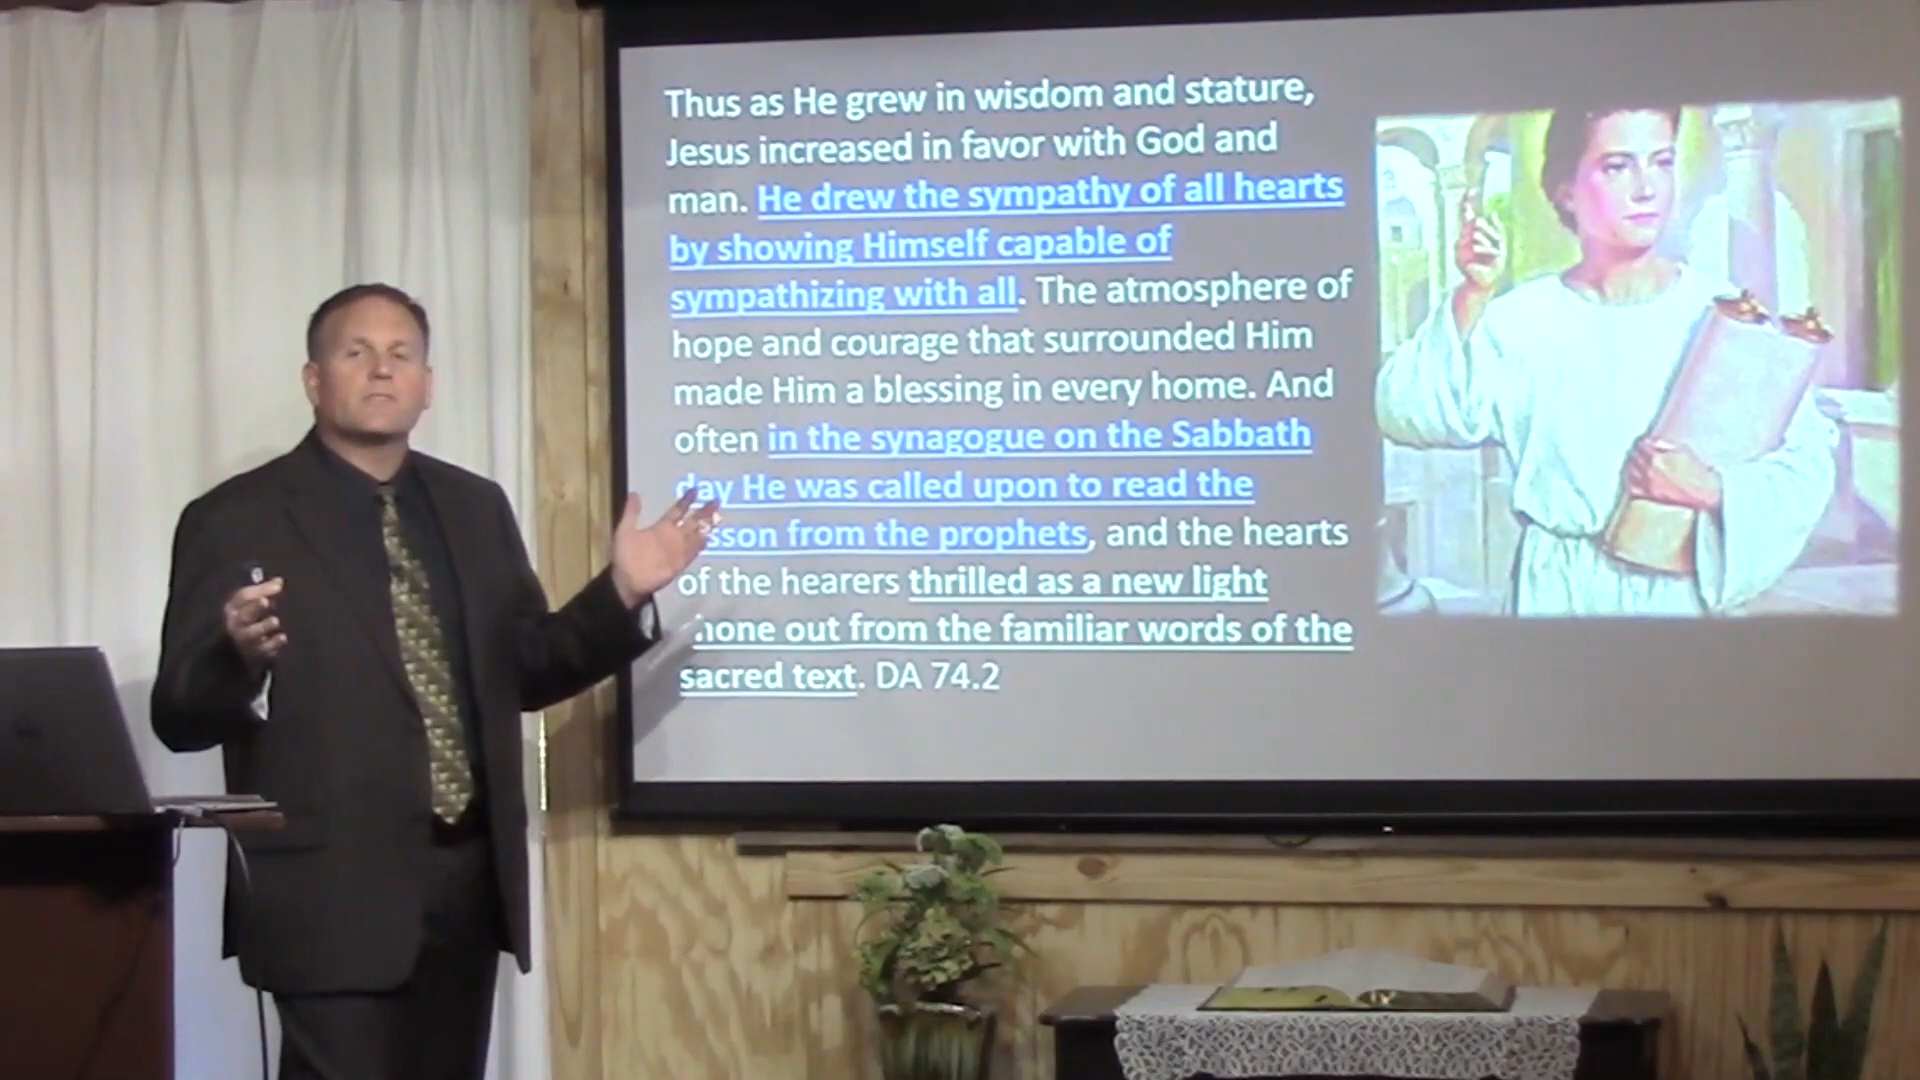 Thus as He grew in wisdom and stature,
Jesus increased in favor with God and
man. He drew the sympathy of all hearts
by showing Himself capable of
sympathizing with all. The atmosphere of
hope and courage that surrounded Him
made Him a blessing in every home. And
often in the synagogue on the Sabbath
day He was called upon to read the
sson from the prophets, and the hearts
of the hearers thrilled as a new light
hone out from the familiar words of the
sacred text. DA 74.2